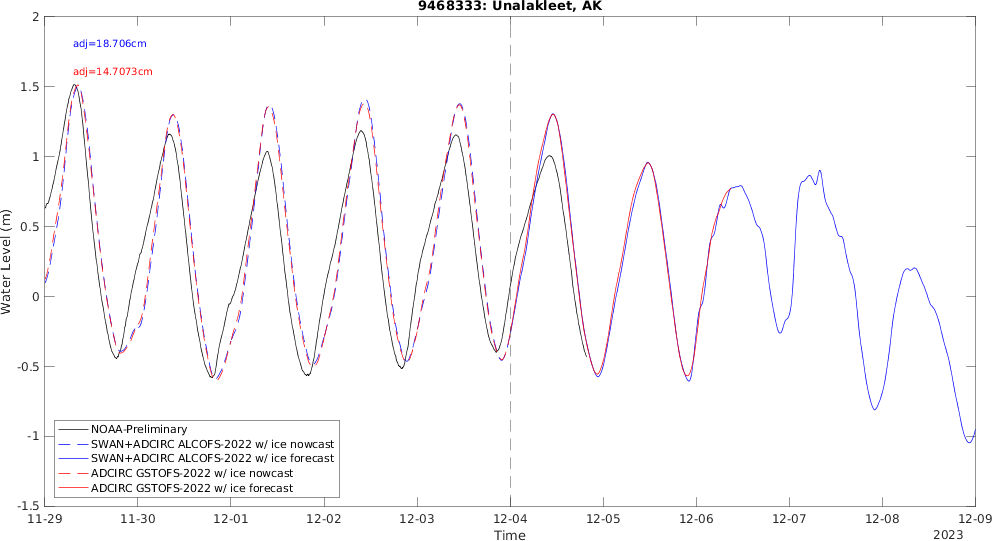 9468333: Unalakleet, AK
adj=18.706cm
adj=14.7073cm
2
1.5
1
0.5
0
-0.5
-1
-1.5
Water Level (m)
NOAA-Preliminary
SWAN+ADCIRC ALCOFS-2022 w/ ice nowcast
SWAN+ADCIRC ALCOFS-2022 w/ ice forecast
ADCIRC GSTOFS-2022 w/ ice nowcast
ADCIRC GSTOFS-2022 w/ ice forecast
11-29 11-30 12-01 12-02 12-03 12-04 12-05 12-06 12-07 12-08 12-09
Time
2023